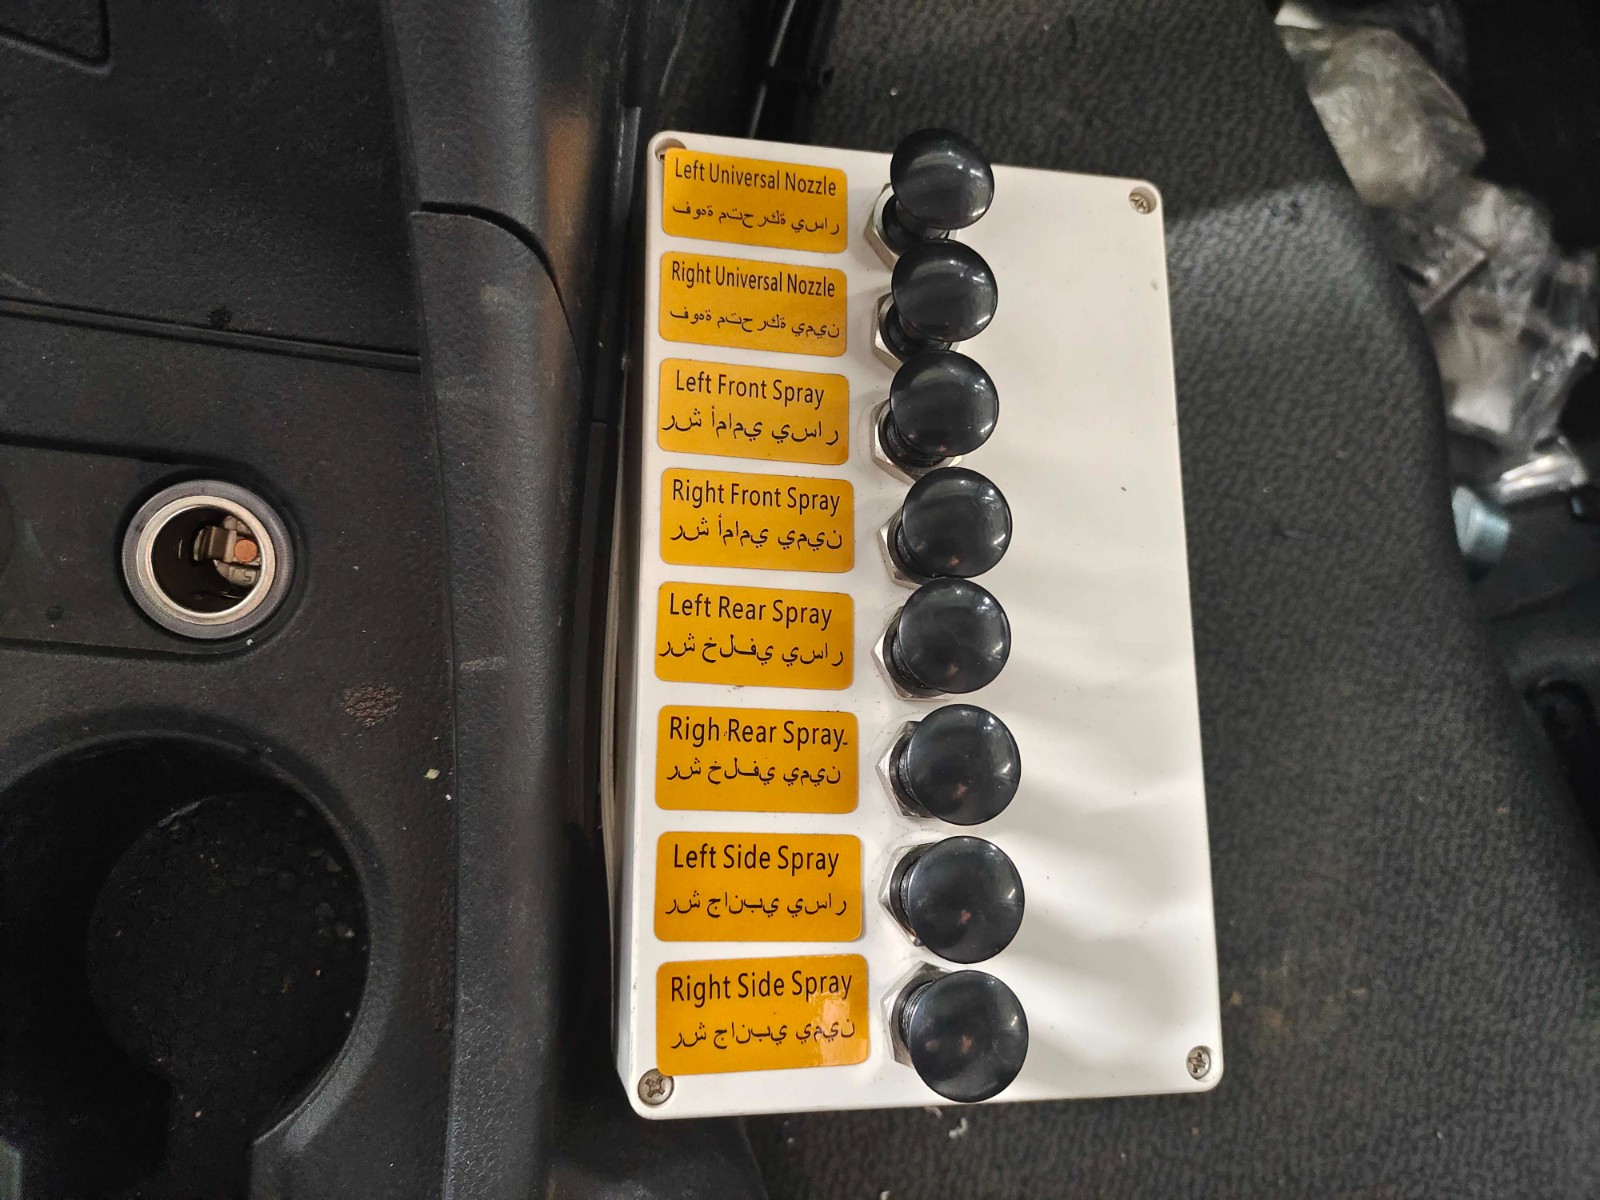 Left Universal Nozzle
فوهة متحركة يسار
Right Universal Nozzle
فوهة متحركة يمين
Left Front Spray
رش أمامي يسار
Right Front Spray
رش أمامي يمين
Left Rear Spray
رش خلفي يسار
Righ Rear Spray
رش خلفي يمين
Left Side Spray
رش جانبي يسار
Right Side Spray
رش جانبي يمين